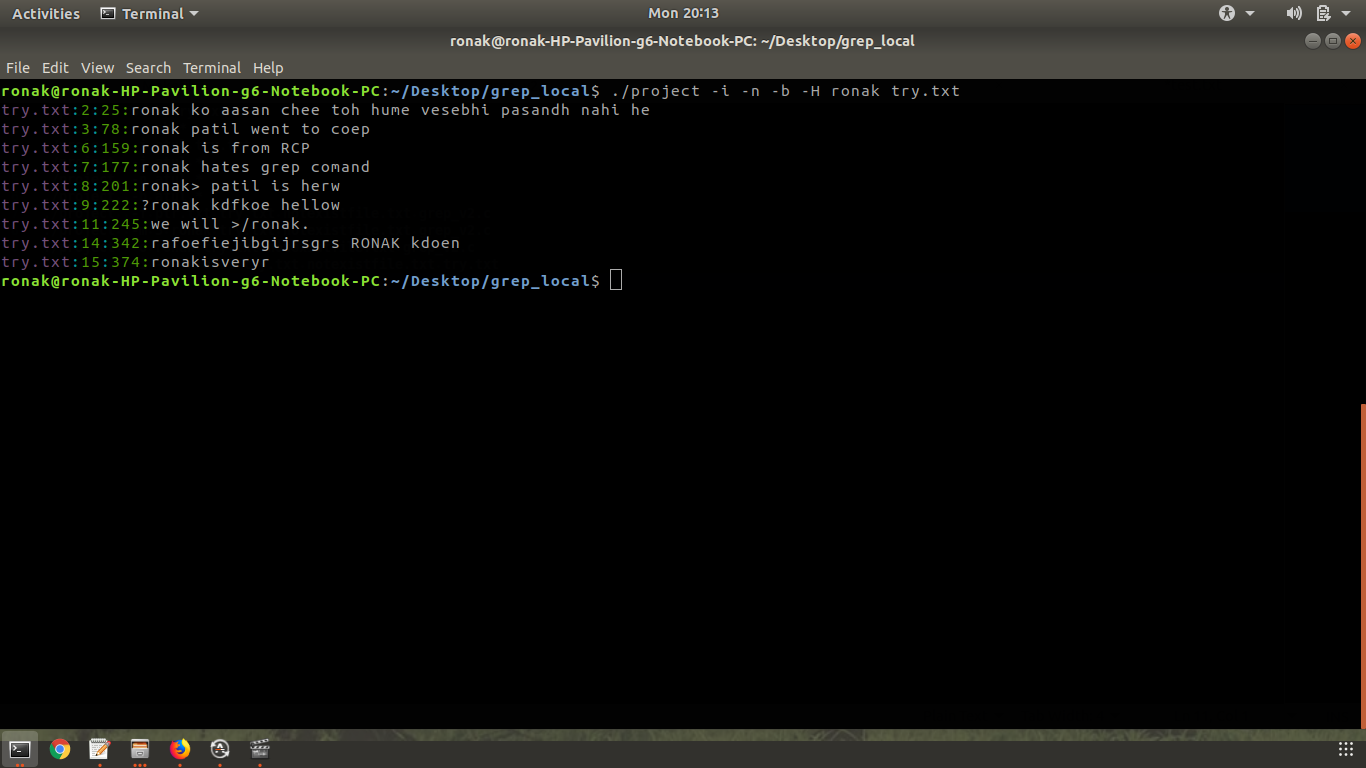 Activities Terminal Mon 20:13
ronak@ronak-HP-Pavilion-g6-Notebook-PC: ~/Desktop/grep_local
File Edit View Search Terminal Help
ronak@ronak-HP-Pavilion-g6-Notebook-PC:~/Desktop/grep_local$ ./project -i -n -b -H ronak try.txt
try.txt:2:25:ronak ko aasan chee toh hume vesebhi pasandh nahi he
try.txt:3:78:ronak patil went to coep
try.txt:6:159:ronak is from RCP
try.txt:7:177:ronak hates grep comand
try.txt:8:201:ronak> patil is herw
try.txt:9:222:?ronak kdfkoe hellow
try.txt:11:245:we will >/ronak.
try.txt:14:342:rafoefiejibgijrsgrs RONAK kdoen
try.txt:15:374:ronakisveryr
ronak@ronak-HP-Pavilion-g6-Notebook-PC:~/Desktop/grep_local$